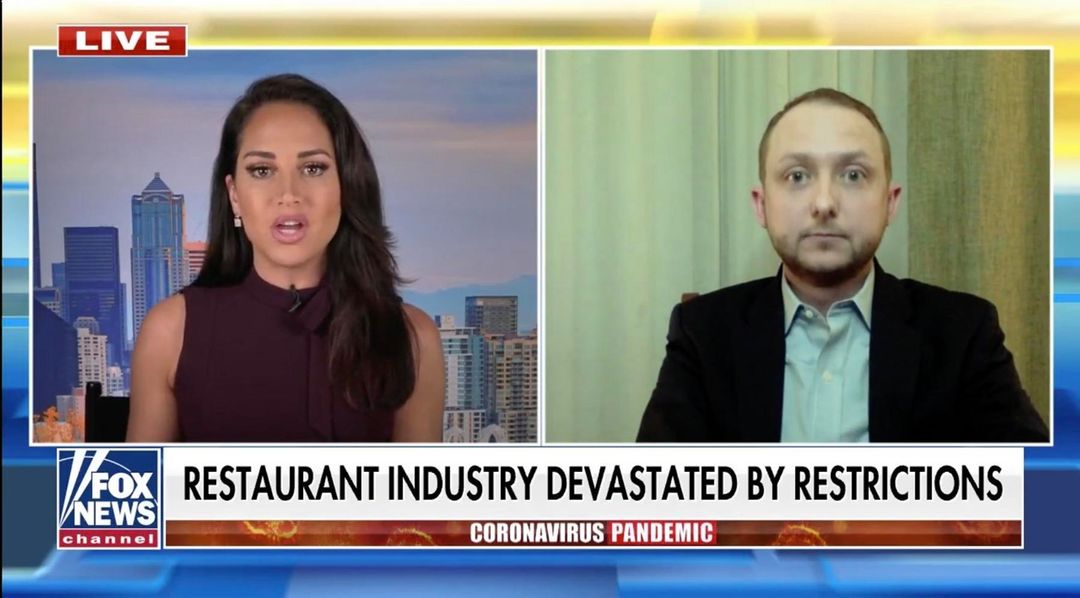 LIVE
RESTAURANT INDUSTRY DEVASTATED BY RESTRICTIONS
FOX
NEWS
channel
CORONAVIRUS PANDEMIC